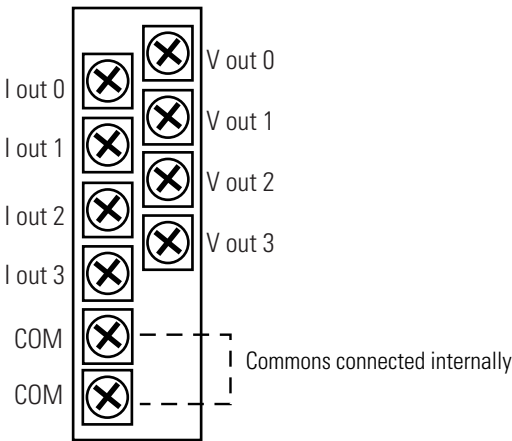 V out 0
I out 0
V out 1
I out 1
V out 2
I out 2
V out 3
I out 3
COM
Commons connected internally
COM